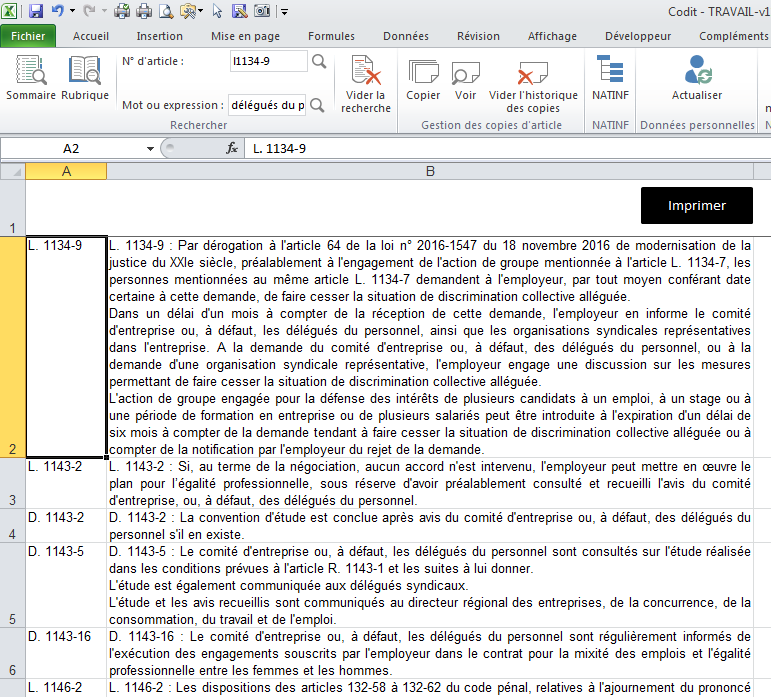 Codit - TRAVAIL-v1
Fichier Accueil Insertion Mise en page Formules Données Révision Affichage Développeur Compléments
N° d'article : l1134-9
Mot ou expression : délégués du p
Sommaire Rubrique
Vider la
recherche
Copier Voir Vider l'historique
des copies
NATINF
Actualiser
Rechercher Gestion des copies d'article NATINF Données personnelles
A2 fx L. 1134-9
A B
1
Imprimer
L. 1134-9
L. 1134-9 : Par dérogation à l'article 64 de la loi n° 2016-1547 du 18 novembre 2016 de modernisation de la
justice du XXIe siècle, préalablement à l'engagement de l'action de groupe mentionnée à l'article L. 1134-7, les
personnes mentionnées au même article L. 1134-7 demandent à l'employeur, par tout moyen conférant date
certaine à cette demande, de faire cesser la situation de discrimination collective alléguée.
Dans un délai d'un mois à compter de la réception de cette demande, l'employeur en informe le comité
d'entreprise ou, à défaut, les délégués du personnel, ainsi que les organisations syndicales représentatives
dans l'entreprise. A la demande du comité d'entreprise ou, à défaut, des délégués du personnel, ou à la
demande d'une organisation syndicale représentative, l'employeur engage une discussion sur les mesures
permettant de faire cesser la situation de discrimination collective alléguée.
L'action de groupe engagée pour la défense des intérêts de plusieurs candidats à un emploi, à un stage ou à
une période de formation en entreprise ou de plusieurs salariés peut être introduite à l'expiration d'un délai de
six mois à compter de la demande tendant à faire cesser la situation de discrimination collective alléguée ou à
compter de la notification par l'employeur du rejet de la demande.
2
L. 1143-2
L. 1143-2 : Si, au terme de la négociation, aucun accord n'est intervenu, l'employeur peut mettre en œuvre le
plan pour l'égalité professionnelle, sous réserve d'avoir préalablement consulté et recueilli l'avis du comité
d'entreprise, ou, à défaut, des délégués du personnel.
3
D. 1143-2
D. 1143-2 : La convention d'étude est conclue après avis du comité d'entreprise ou, à défaut, des délégués du
personnel s'il en existe.
4
D. 1143-5
D. 1143-5 : Le comité d'entreprise ou, à défaut, les délégués du personnel sont consultés sur l'étude réalisée
dans les conditions prévues à l'article R. 1143-1 et les suites à lui donner.
L'étude est également communiquée aux délégués syndicaux.
L'étude et les avis recueillis sont communiqués au directeur régional des entreprises, de la concurrence, de la
consommation, du travail et de l'emploi.
5
D. 1143-16
D. 1143-16 : Le comité d'entreprise ou, à défaut, les délégués du personnel sont régulièrement informés de
l'exécution des engagements souscrits par l'employeur dans le contrat pour la mixité des emplois et l'égalité
professionnelle entre les femmes et les hommes.
6
L. 1146-2
L. 1146-2 : Les dispositions des articles 132-58 à 132-62 du code pénal, relatives à l'ajournement du prononcé